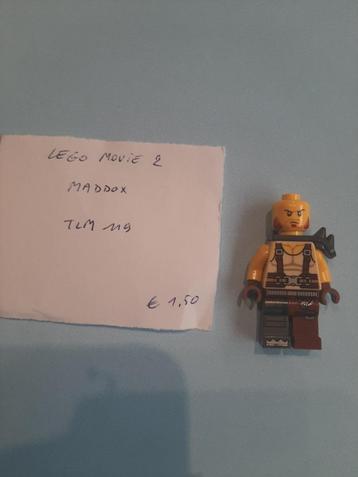 LEGO MOVIE 2
MADDOX
TLM 119
€ 1,50